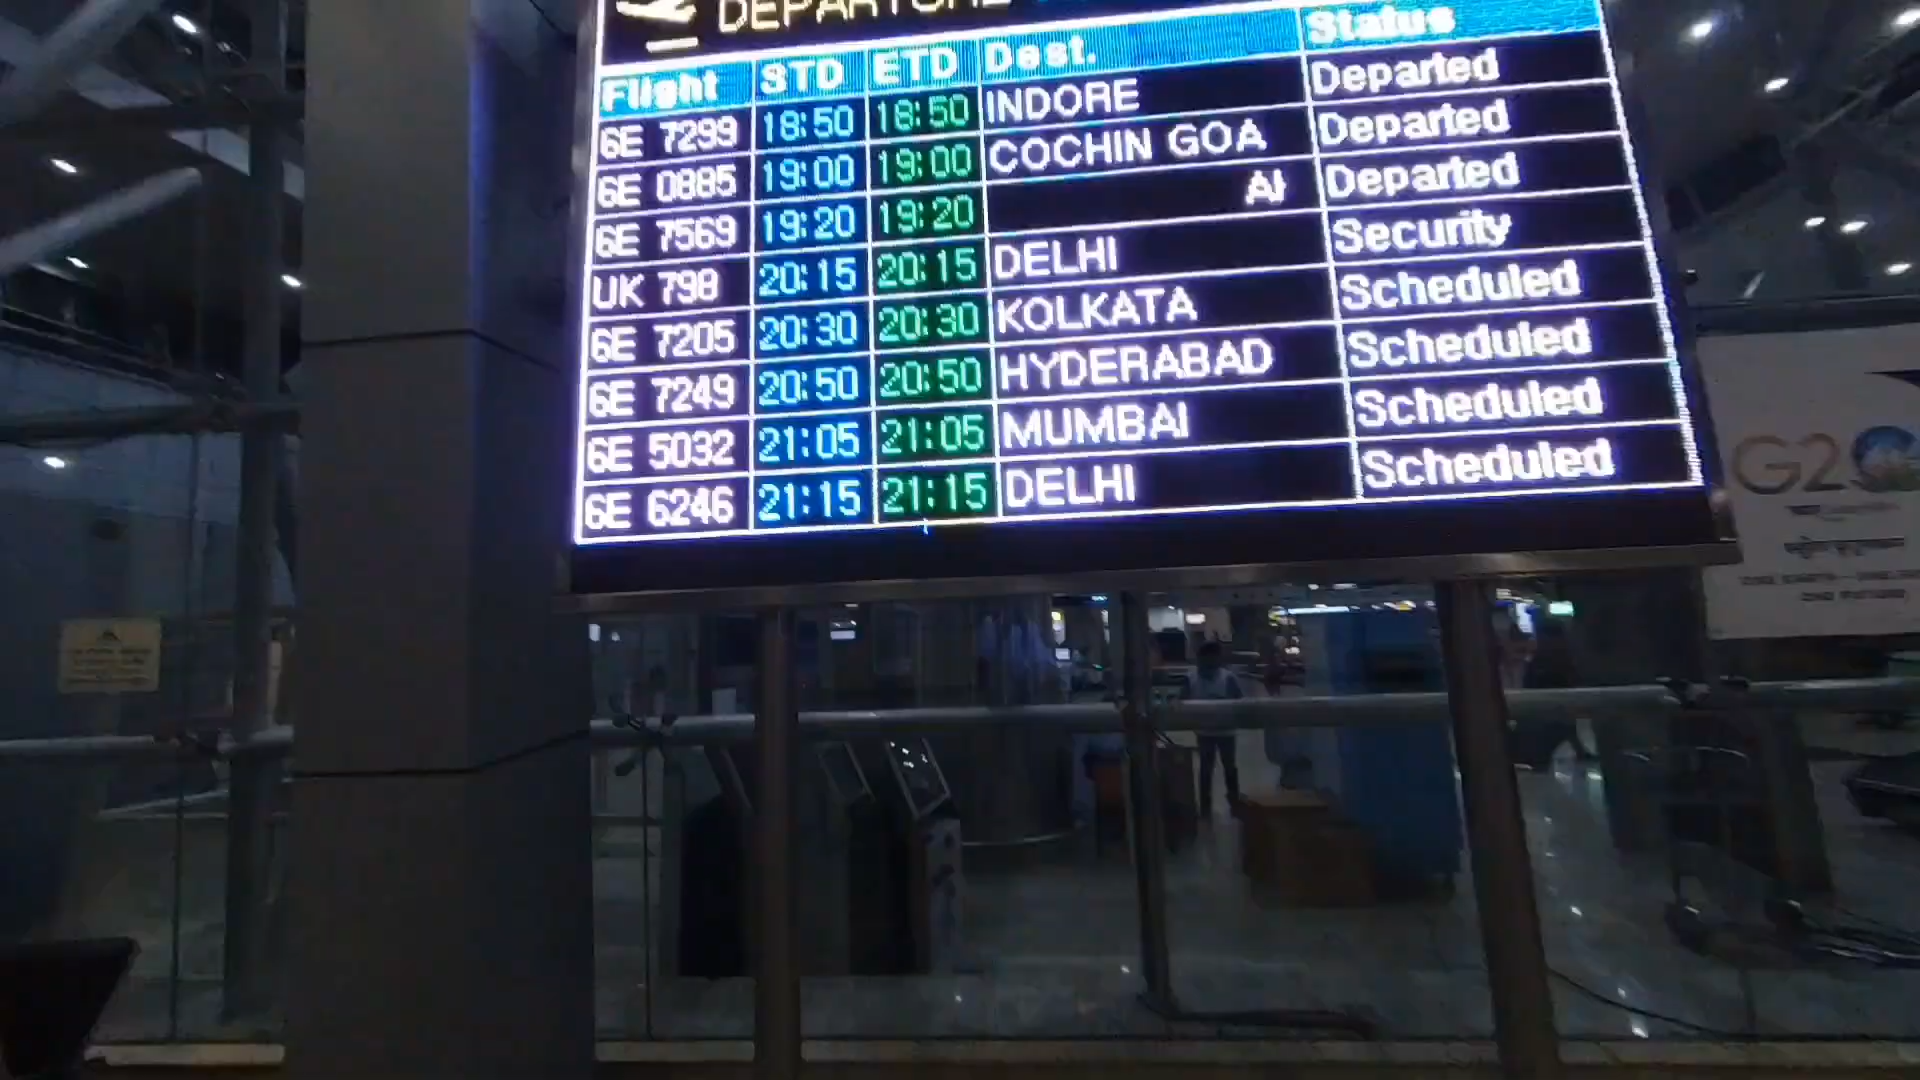 DEPARTURE
Flight STD ETD Dest. Status
6E 7299 18:50 18:50 INDORE Departed
6E 0885 19:00 19:00 COCHIN GOA Departed
6E 7569 19:20 19:20 AI Departed
UK 798 20:15 20:15 DELHI Security
6E 7205 20:30 20:30 KOLKATA Scheduled
6E 7249 20:50 20:50 HYDERABAD Scheduled
6E 5032 21:05 21:05 MUMBAI Scheduled
6E 6246 21:15 21:15 DELHI Scheduled
G20